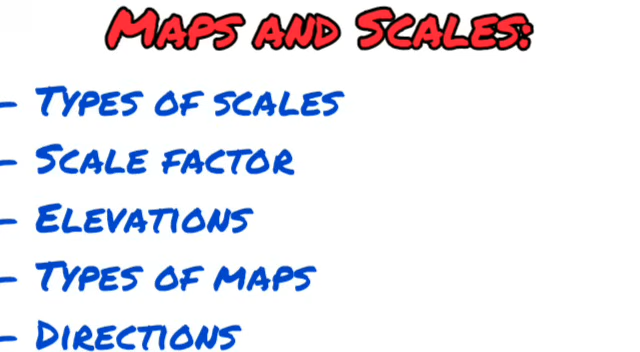 Maps and Scales:
- Types of scales
- Scale factor
- Elevations
- Types of maps
- Directions